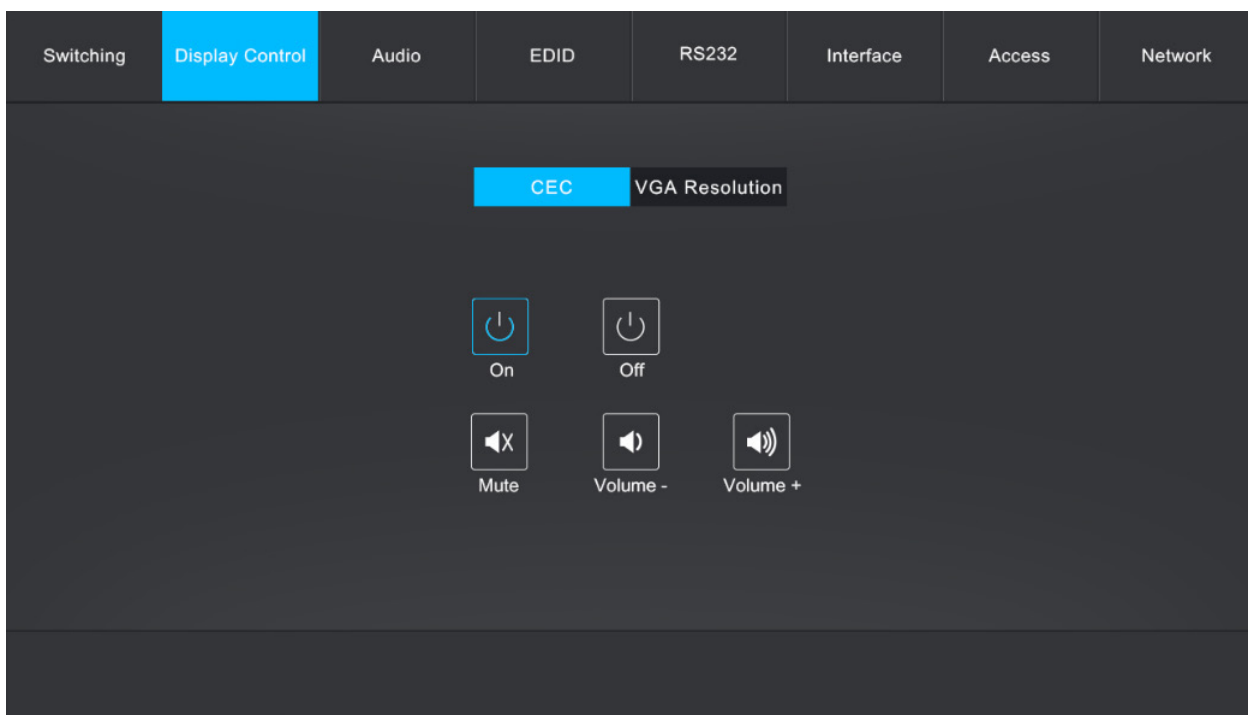 Switching Display Control Audio EDID RS232 Interface Access Network
CEC VGA Resolution
On Off
Mute Volume - Volume +